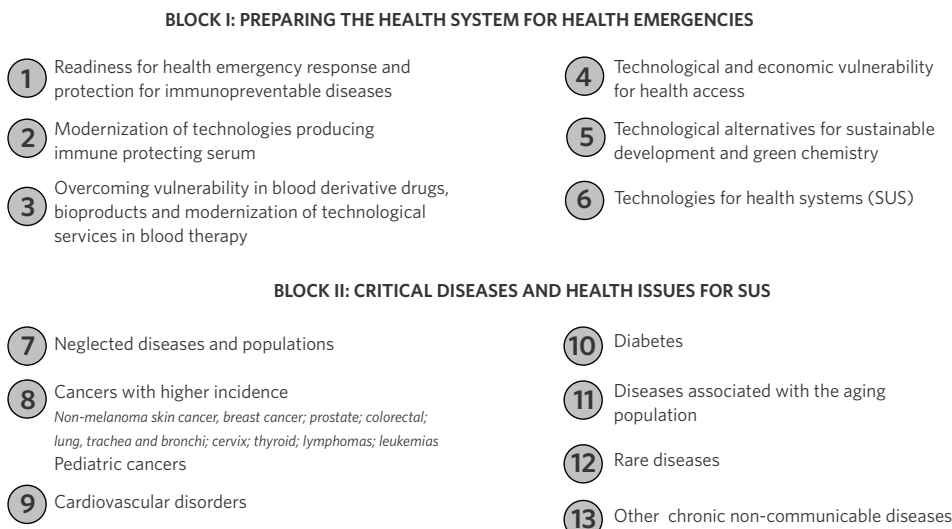 BLOCK I: PREPARING THE HEALTH SYSTEM FOR HEALTH EMERGENCIES
1 Readiness for health emergency response and
protection for immunopreventable diseases
2 Modernization of technologies producing
immune protecting serum
3 Overcoming vulnerability in blood derivative drugs,
bioproducts and modernization of technological
services in blood therapy
4 Technological and economic vulnerability
for health access
5 Technological alternatives for sustainable
development and green chemistry
6 Technologies for health systems (SUS)
BLOCK II: CRITICAL DISEASES AND HEALTH ISSUES FOR SUS
7 Neglected diseases and populations
8 Cancers with higher incidence
Non-melanoma skin cancer, breast cancer; prostate; colorectal;
lung, trachea and bronchi; cervix; thyroid; lymphomas; leukemias
Pediatric cancers
9 Cardiovascular disorders
10 Diabetes
11 Diseases associated with the aging
population
12 Rare diseases
13 Other chronic non-communicable diseases